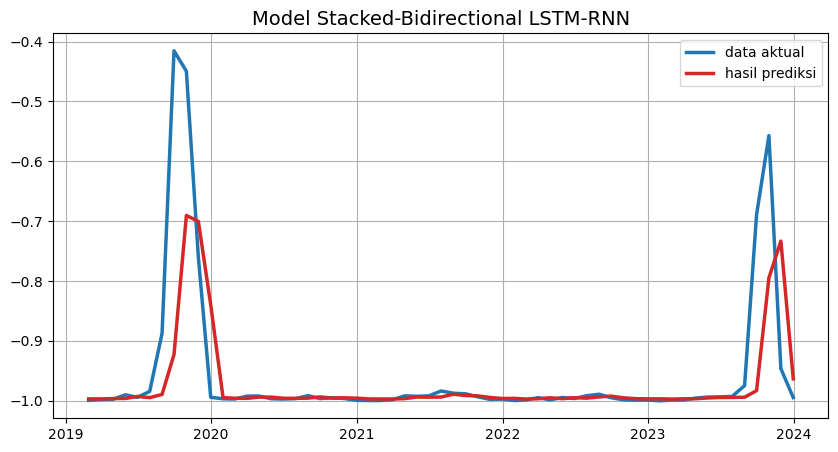 Model Stacked-Bidirectional LSTM-RNN
data aktual
hasil prediksi
−0.4
−0.5
−0.6
−0.7
−0.8
−0.9
−1.0
2019 2020 2021 2022 2023 2024